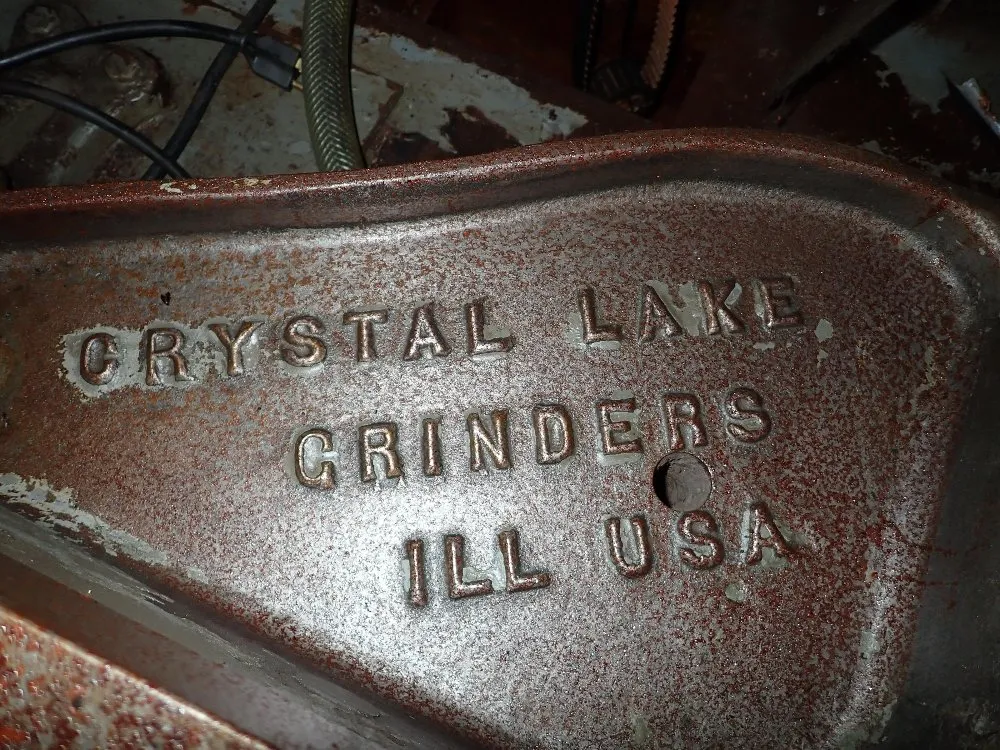 CRYSTAL LAKE
GRINDERS
ILL USA